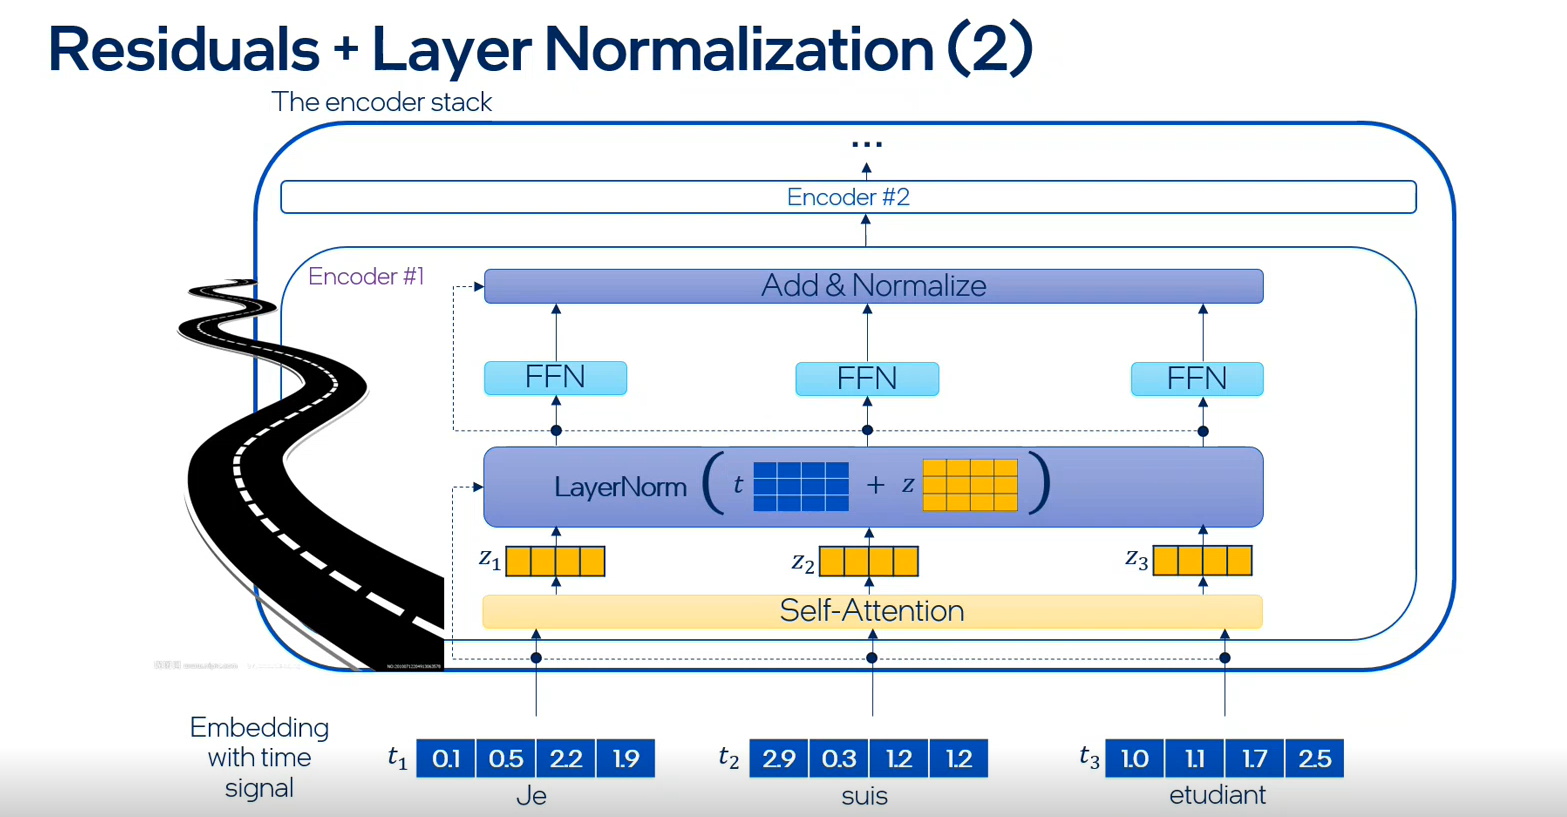 Residuals + Layer Normalization (2)
The encoder stack
...
Encoder #2
Encoder #1
Add & Normalize
FFN FFN FFN
LayerNorm ( t + z )
z1 z2 z3
Self-Attention
Embedding
with time
signal
t1 0.1 0.5 2.2 1.9
t2 2.9 0.3 1.2 1.2
t3 1.0 1.1 1.7 2.5
Je suis etudiant